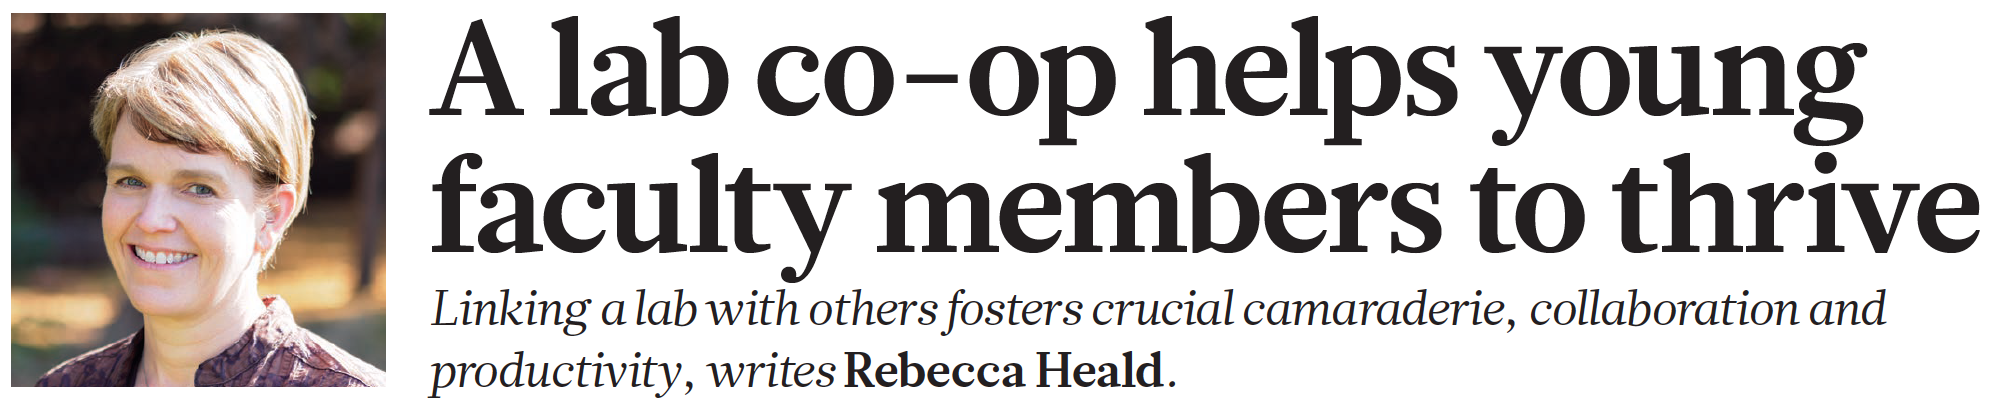 A lab co-op helps young
faculty members to thrive
Linking a lab with others fosters crucial camaraderie, collaboration and
productivity, writes Rebecca Heald.